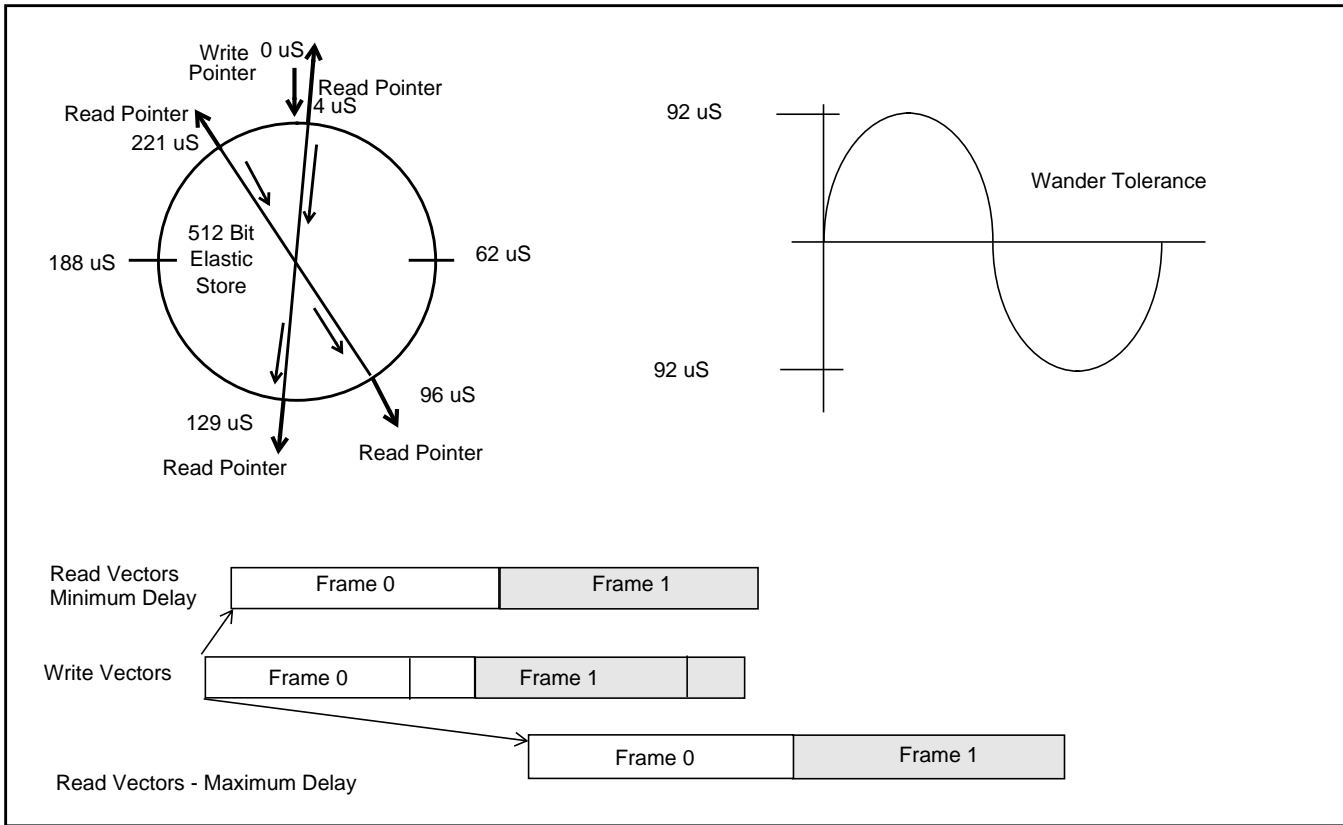 Write
Pointer
0 uS
Read Pointer
4 uS
Read Pointer
221 uS
512 Bit
Elastic
Store
188 uS
62 uS
96 uS
129 uS
Read Pointer
Read Pointer
92 uS
Wander Tolerance
92 uS
Read Vectors
Minimum Delay
Frame 0
Frame 1
Write Vectors
Frame 0
Frame 1
Frame 0
Frame 1
Read Vectors - Maximum Delay